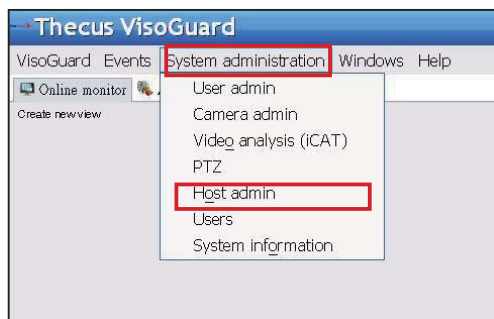 Thecus VisoGuard
VisoGuard Events System administration Windows Help
Online monitor
Create new view
User admin
Camera admin
Video analysis (iCAT)
PTZ
Host admin
Users
System information